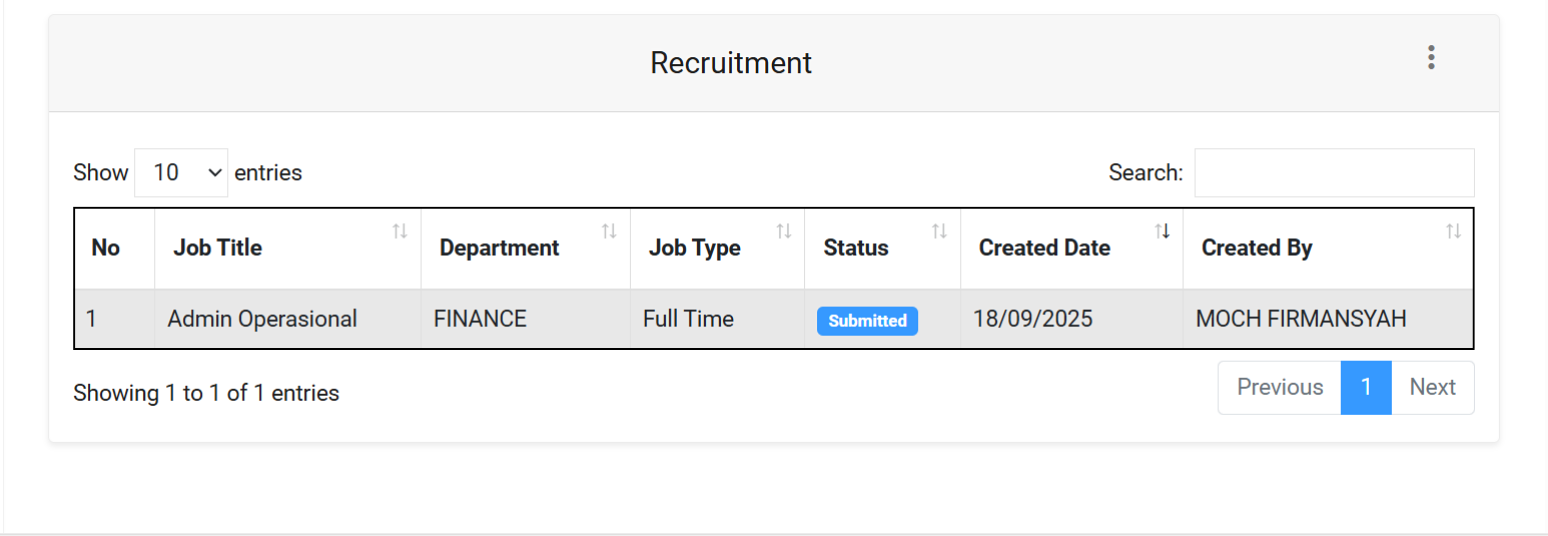 Recruitment
Show 10 entries Search:
No Job Title Department Job Type Status Created Date Created By
1 Admin Operasional FINANCE Full Time Submitted 18/09/2025 MOCH FIRMANSYAH
Showing 1 to 1 of 1 entries Previous 1 Next